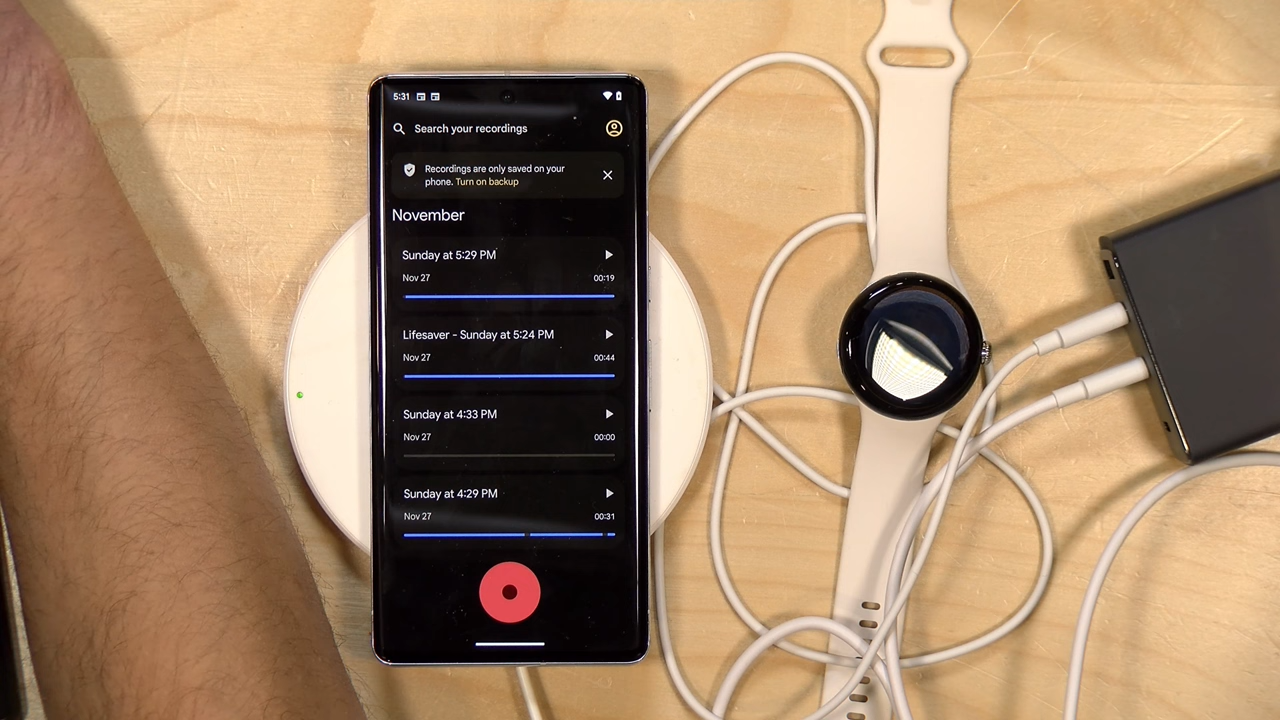 5:31
Search your recordings
Recordings are only saved on your
phone. Turn on backup
November
Sunday at 5:29 PM
Nov 27 00:19
Lifesaver - Sunday at 5:24 PM
Nov 27 00:44
Sunday at 4:33 PM
Nov 27 00:00
Sunday at 4:29 PM
Nov 27 00:31